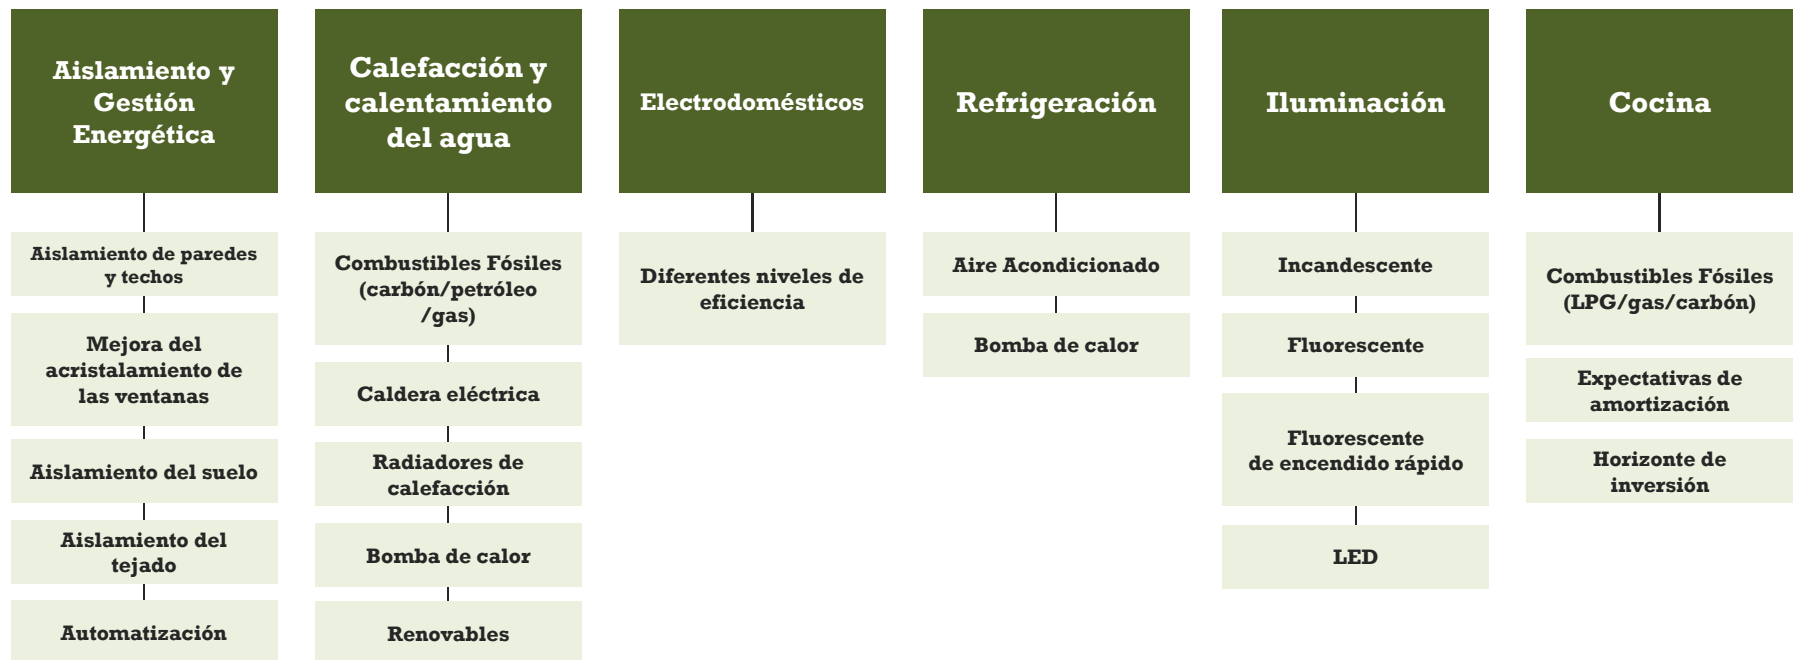 Aislamiento y
Gestión
Energética
Aislamiento de paredes
y techos
Mejora del
acristalamiento de
las ventanas
Aislamiento del suelo
Aislamiento del
tejado
Automatización
Calefacción y
calentamiento
del agua
Combustibles Fósiles
(carbón/petróleo
/gas)
Caldera eléctrica
Radiadores de
calefacción
Bomba de calor
Renovables
Electrodomésticos
Diferentes niveles de
eficiencia
Refrigeración
Aire Acondicionado
Bomba de calor
Iluminación
Incandescente
Fluorescente
Fluorescente
de encendido rápido
LED
Cocina
Combustibles Fósiles
(LPG/gas/carbón)
Expectativas de
amortización
Horizonte de
inversión